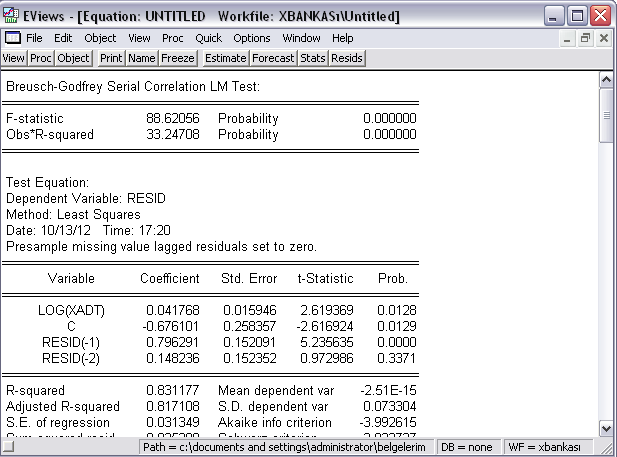 EViews - [Equation: UNTITLED   Workfile: XBANKASı\Untitled]
File Edit Object View Proc Quick Options Window Help
View Proc Object Print Name Freeze Estimate Forecast Stats Resids
Breusch-Godfrey Serial Correlation LM Test:
F-statistic 88.62056 Probability 0.000000
Obs*R-squared 33.24708 Probability 0.000000
Test Equation:
Dependent Variable: RESID
Method: Least Squares
Date: 10/13/12   Time: 17:20
Presample missing value lagged residuals set to zero.
Variable Coefficient Std. Error t-Statistic Prob.
LOG(XADT) 0.041768 0.015946 2.619369 0.0128
C -0.676101 0.258357 -2.616924 0.0129
RESID(-1) 0.796291 0.152091 5.235635 0.0000
RESID(-2) 0.148236 0.152352 0.972986 0.3371
R-squared 0.831177 Mean dependent var -2.51E-15
Adjusted R-squared 0.817108 S.D. dependent var 0.073304
S.E. of regression 0.031349 Akaike info criterion -3.992615
Path = c:\documents and settings\administrator\belgelerim DB = none WF = xbankası